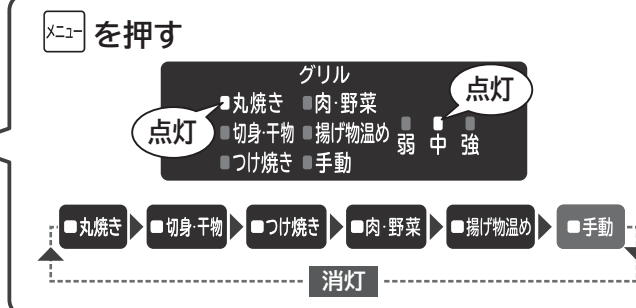 メニュー を押す
グリル
丸焼き 肉・野菜
点灯
点灯
切身・干物 揚げ物温め
弱 中 強
つけ焼き 手動
丸焼き 切身・干物 つけ焼き 肉・野菜 揚げ物温め 手動
消灯